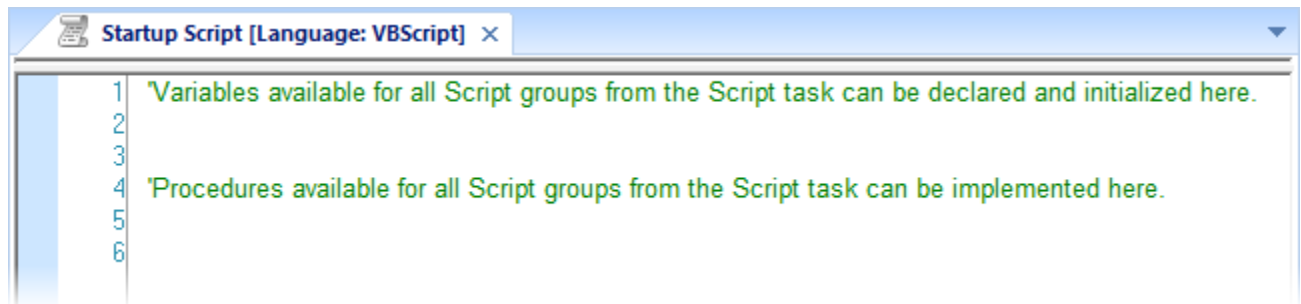 Startup Script [Language: VBScript]
1 'Variables available for all Script groups from the Script task can be declared and initialized here.
2
3
4 'Procedures available for all Script groups from the Script task can be implemented here.
5
6